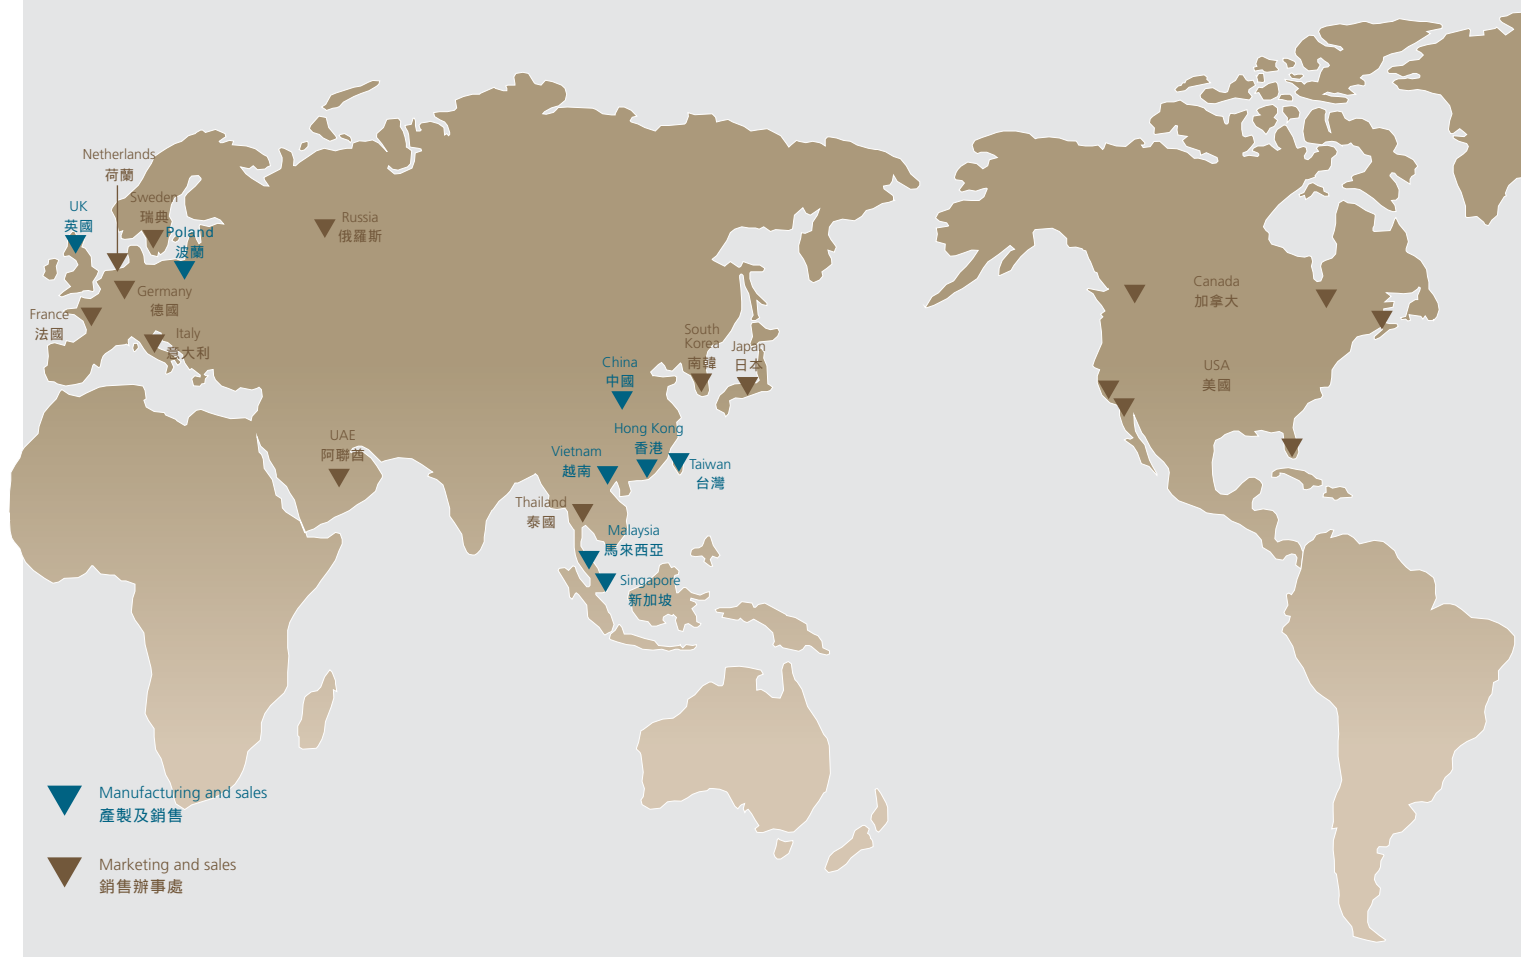 Netherlands
荷蘭
Sweden
瑞典
UK
英國
Poland
波蘭
Russia
俄羅斯
Germany
德國
France
法國
Italy
意大利
Canada
加拿大
South
Korea
南韓
Japan
日本
China
中國
USA
美國
UAE
阿聯酋
Hong Kong
香港
Vietnam
越南
Taiwan
台灣
Thailand
泰國
Malaysia
馬來西亞
Singapore
新加坡
Manufacturing and sales
產製及銷售
Marketing and sales
銷售辦事處